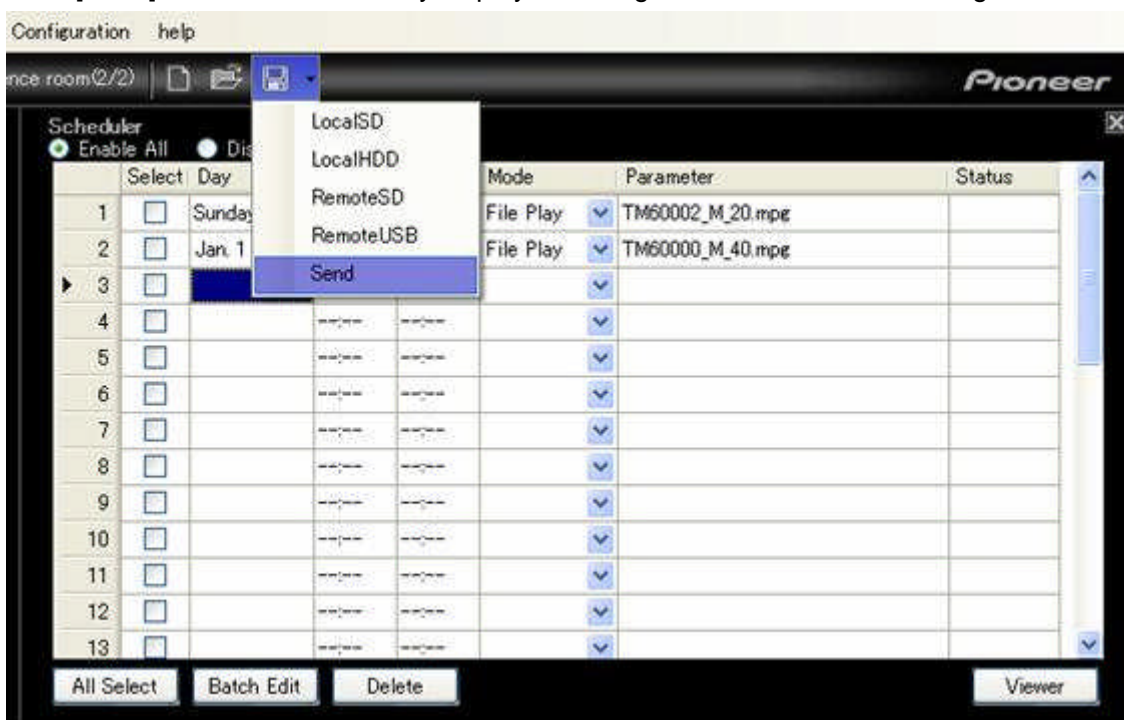 Configuration help
nce room(2/2) Pioneer
Scheduler
Enable All Dis
Select Day Mode Parameter Status
LocalSD
LocalHDD
RemoteSD
RemoteUSB
Send
1 Sunday File Play TM60002_M_20.mpg
2 Jan. 1 File Play TM60000_M_40.mpg
3
4 --:-- --:--
5 --:-- --:--
6 --:-- --:--
7 --:-- --:--
8 --:-- --:--
9 --:-- --:--
10 --:-- --:--
11 --:-- --:--
12 --:-- --:--
13 --:-- --:--
All Select Batch Edit Delete Viewer